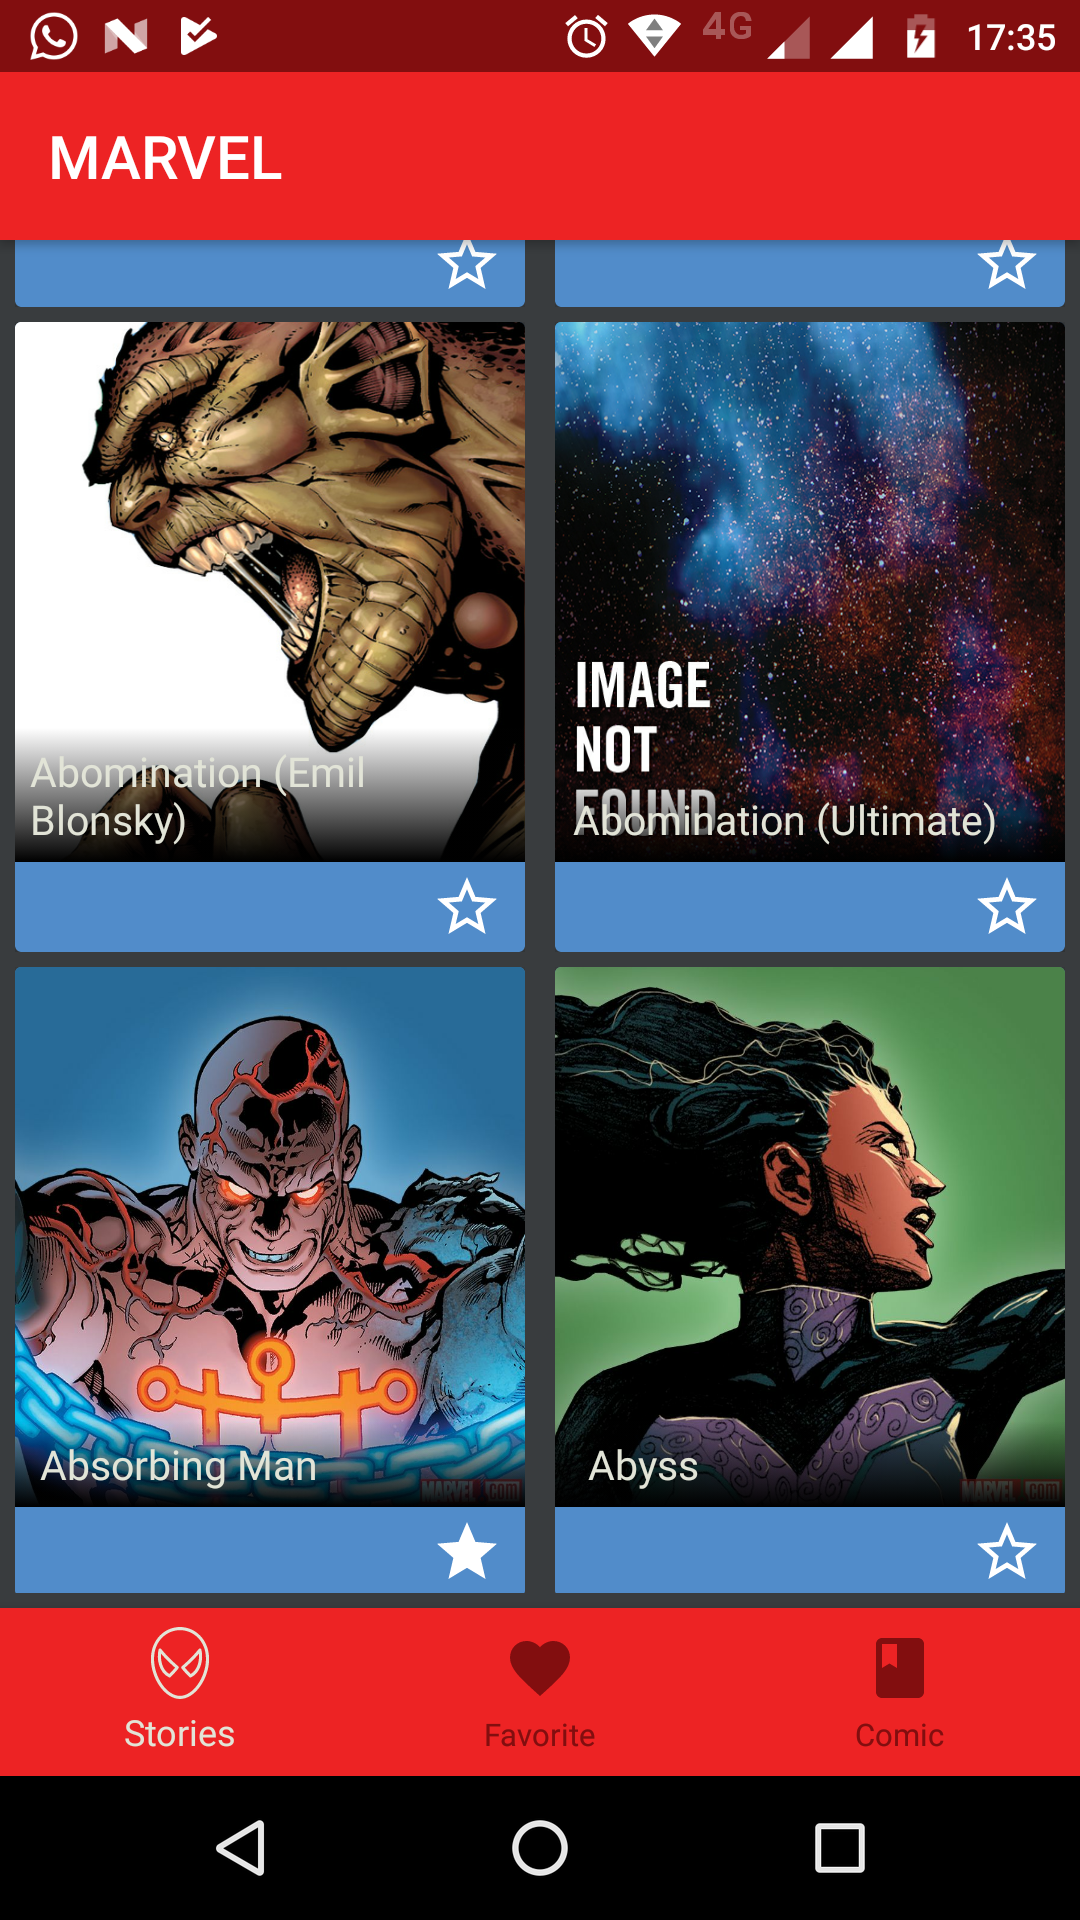 4G 17:35
MARVEL
Abomination (Emil
Blonsky)
IMAGE
NOT
FOUND
Abomination (Ultimate)
Absorbing Man
MARVEL.COM
Abyss
MARVEL.COM
Stories
Favorite
Comic